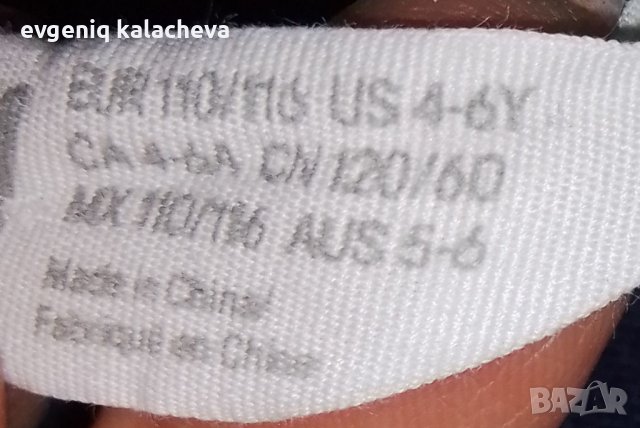 evgeniq kalacheva
EUR 110/116 US 4-6Y
CA 4-6A CN 120/60
MX 110/116 AUS 5-6
Made in China/
Fabriqué en Chine
BAZAR